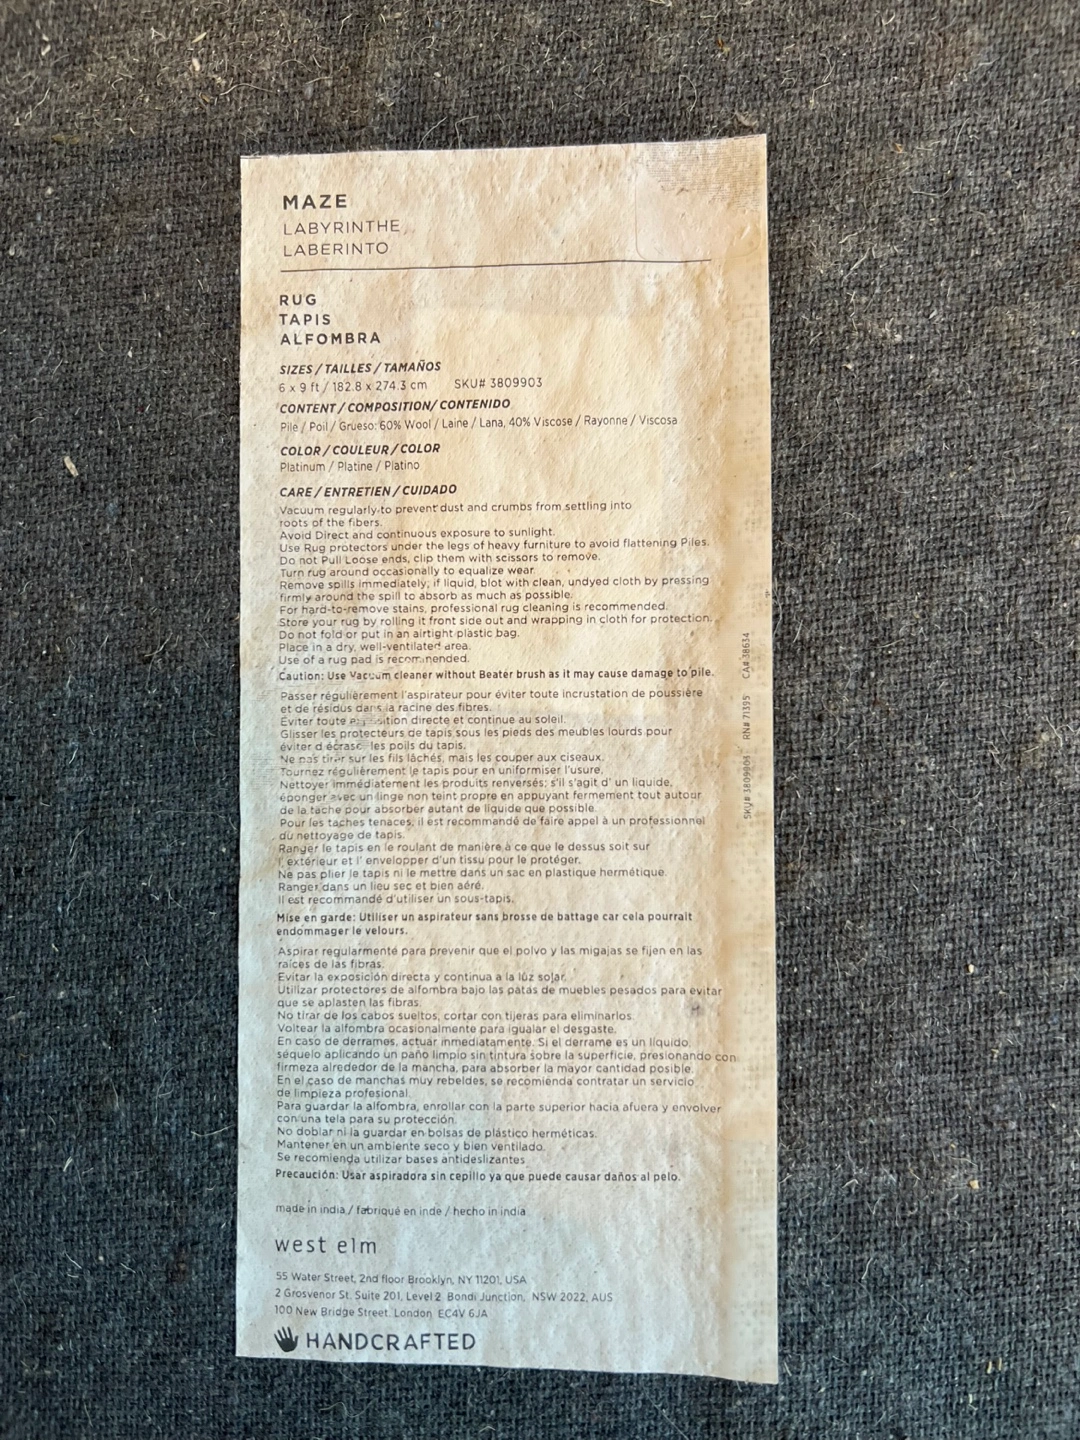 MAZE
LABYRINTHE
LABERINTO
RUG
TAPIS
ALFOMBRA
SIZES / TAILLES / TAMAÑOS
6 x 9 ft / 182.8 x 274.3 cm SKU# 3809903
CONTENT / COMPOSITION/ CONTENIDO
Pile / Poil / Grueso: 60% Wool / Laine / Lana, 40% Viscose / Rayonne / Viscosa
COLOR / COULEUR / COLOR
Platinum / Platine / Platino
CARE / ENTRETIEN / CUIDADO
Vacuum regularly to prevent dust and crumbs from settling into
roots of the fibers.
Avoid Direct and continuous exposure to sunlight.
Use Rug protectors under the legs of heavy furniture to avoid flattening Piles.
Do not Pull Loose ends, clip them with scissors to remove.
Turn rug around occasionally to equalize wear
Remove spills immediately, if liquid, blot with clean, undyed cloth by pressing
firmly around the spill to absorb as much as possible.
For hard-to-remove stains, professional rug cleaning is recommended.
Store your rug by rolling it front side out and wrapping in cloth for protection.
Do not fold or put in an airtight plastic bag.
Place in a dry, well-ventilated area.
Use of a rug pad is recommended.
Caution: Use Vacuum cleaner without Beater brush as it may cause damage to pile.
Passer régulièrement l'aspirateur pour éviter toute incrustation de poussière
et de résidus dans la racine des fibres.
Éviter toute directe et continue au soleil.
Glisser les protecteurs de tapis sous les pieds des meubles lourds pour
éviter d'écraser les poils du tapis.
Ne pas tirer sur les fils lâchés, mais les couper aux ciseaux.
Tournez régulièrement le tapis pour en uniformiser l'usure.
Nettoyer immédiatement les produits renversés; s'il s'agit d' un liquide,
éponger avec un linge non teint propre en appuyant fermement tout autour
de la tâche pour absorber autant de liquide que possible.
Pour les tâches tenaces, il est recommandé de faire appel à un professionnel
du nettoyage de tapis.
Ranger le tapis en le roulant de manière à ce que le dessus soit sur
l' extérieur et l' envelopper d'un tissu pour le protéger.
Ne pas plier le tapis ni le mettre dans un sac en plastique hermétique.
Ranger dans un lieu sec et bien aéré.
Il est recommandé d'utiliser un sous-tapis.
Mise en garde: Utiliser un aspirateur sans brosse de battage car cela pourrait
endommager le velours.
Aspirar regularmente para prevenir que el polvo y las migajas se fijen en las
raíces de las fibras.
Evitar la exposición directa y continua a la lúz solar.
Utilizar protectores de alfombra bajo las patas de muebles pesados para evitar
que se aplasten las fibras.
No tirar de los cabos sueltos, cortar con tijeras para eliminarlos.
Voltear la alfombra ocasionalmente para igualar el desgaste.
En caso de derrames, actuar inmediatamente. Si el derrame es un líquido,
séquelo aplicando un paño limpio sin tintura sobre la superficie, presionando con
firmeza alrededor de la mancha, para absorber la mayor cantidad posible.
En el caso de manchas muy rebeldes, se recomienda contratar un servicio
de limpieza profesional.
Para guardar la alfombra, enrollar con la parte superior hacia afuera y envolver
con una tela para su protección.
No doblar ni la guardar en bolsas de plástico herméticas.
Mantener en un ambiente seco y bien ventilado.
Se recomienda utilizar bases antideslizantes
Precaución: Usar aspiradora sin cepillo ya que puede causar daños al pelo.
made in india / fabriqué en inde / hecho in india
west elm
55 Water Street, 2nd floor Brooklyn, NY 11201, USA
2 Grosvenor St. Suite 201, Level 2 Bondi Junction, NSW 2022, AUS
100 New Bridge Street. London EC4V 6JA
HANDCRAFTED
SKU# 3809903 RN# 71395 CA# 38634